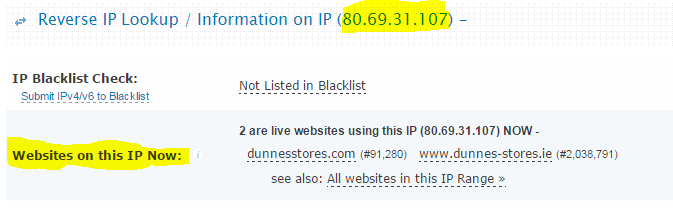 Reverse IP Lookup / Information on IP (80.69.31.107) –
IP Blacklist Check:
Submit IPv4/v6 to Blacklist
Not Listed in Blacklist
Websites on this IP Now: i
2 are live websites using this IP (80.69.31.107) NOW -
dunnesstores.com (#91,280) www.dunnes-stores.ie (#2,038,791)
see also: All websites in this IP Range »